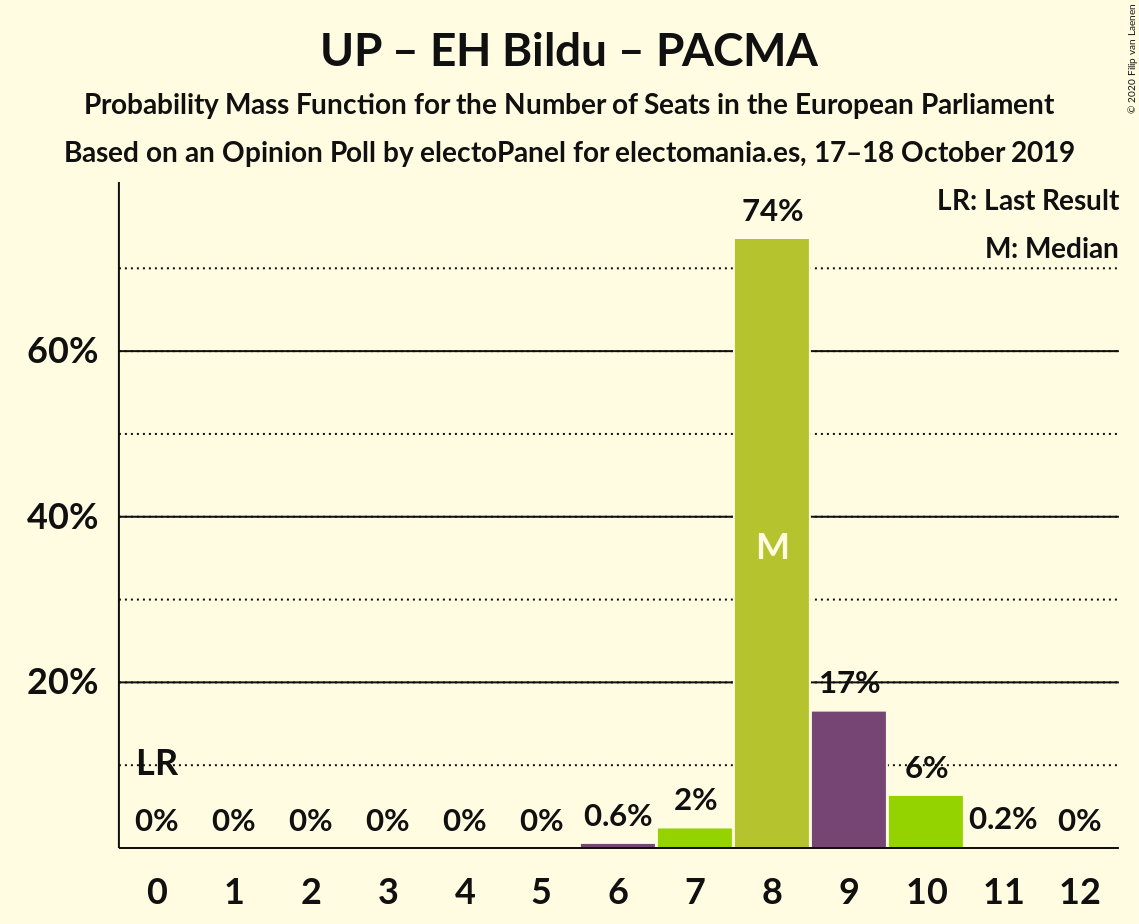 UP – EH Bildu – PACMA
Probability Mass Function for the Number of Seats in the European Parliament
Based on an Opinion Poll by electoPanel for electomania.es, 17–18 October 2019
© 2020 Filip van Laenen
LR: Last Result
M: Median
74%
60%
40%
M
20%
17%
LR
6%
0% 0% 0% 0% 0% 0% 0.6% 2% 0.2% 0%
0 1 2 3 4 5 6 7 8 9 10 11 12